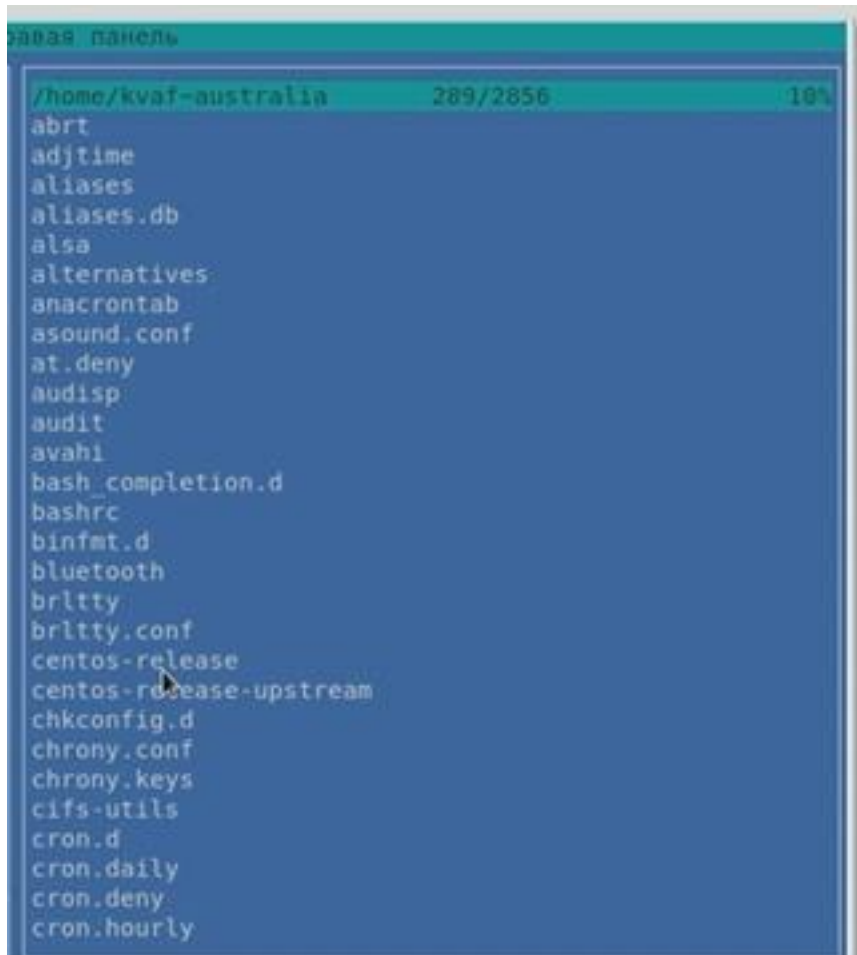 равая панель
/home/kvaf-australia 289/2856 10%
abrt
adjtime
aliases
aliases.db
alsa
alternatives
anacrontab
asound.conf
at.deny
audisp
audit
avahi
bash_completion.d
bashrc
binfmt.d
bluetooth
brltty
brltty.conf
centos-release
centos-release-upstream
chkconfig.d
chrony.conf
chrony.keys
cifs-utils
cron.d
cron.daily
cron.deny
cron.hourly